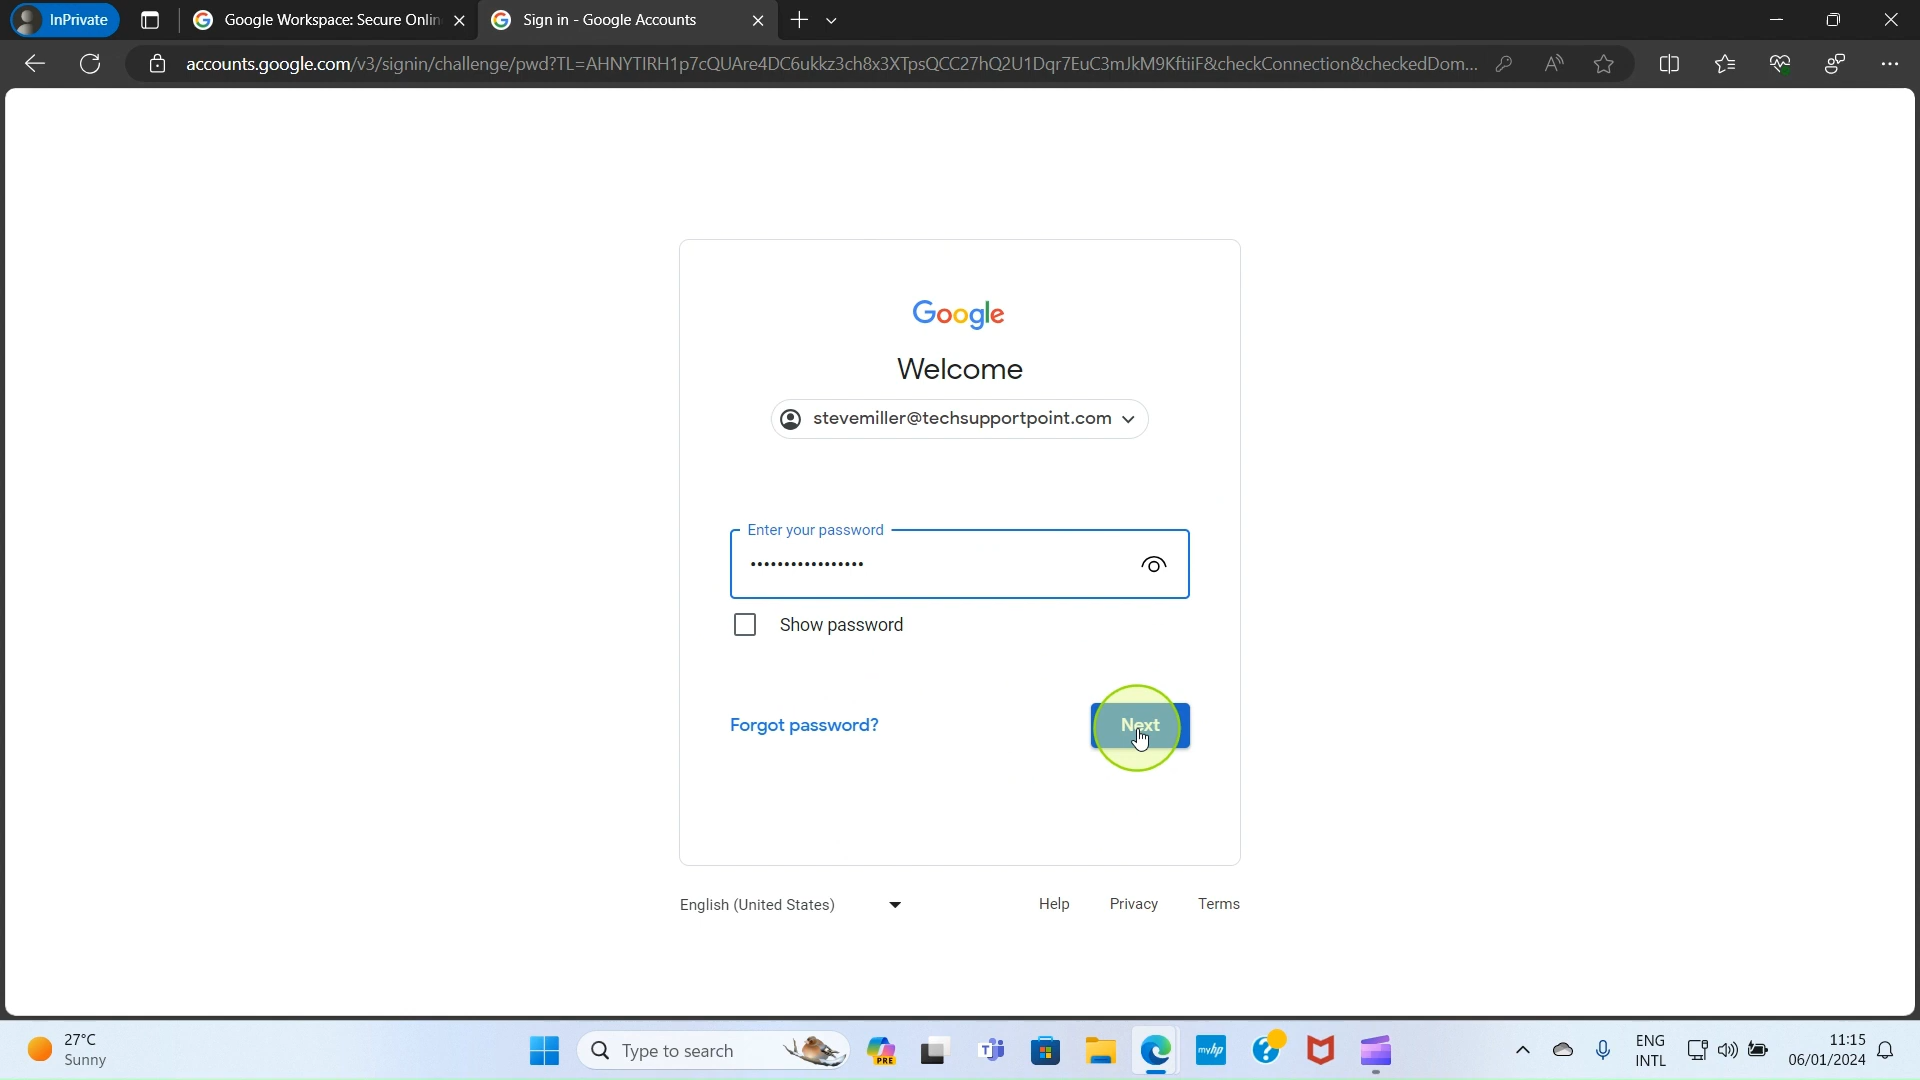 InPrivate
Google Workspace: Secure Onlin
Sign in - Google Accounts
accounts.google.com/v3/signin/challenge/pwd?TL=AHNYTIRH1p7cQUAre4DC6ukkz3ch8x3XTpsQCC27hQ2U1Dqr7EuC3mJkM9KftiiF&checkConnection&checkedDom...
Google
Welcome
stevemiller@techsupportpoint.com
Enter your password
•••••••••••••••••
Show password
Forgot password?
Next
English (United States)
Help
Privacy
Terms
27°C
Sunny
Type to search
PRE
myhp
ENG
INTL
11:15
06/01/2024